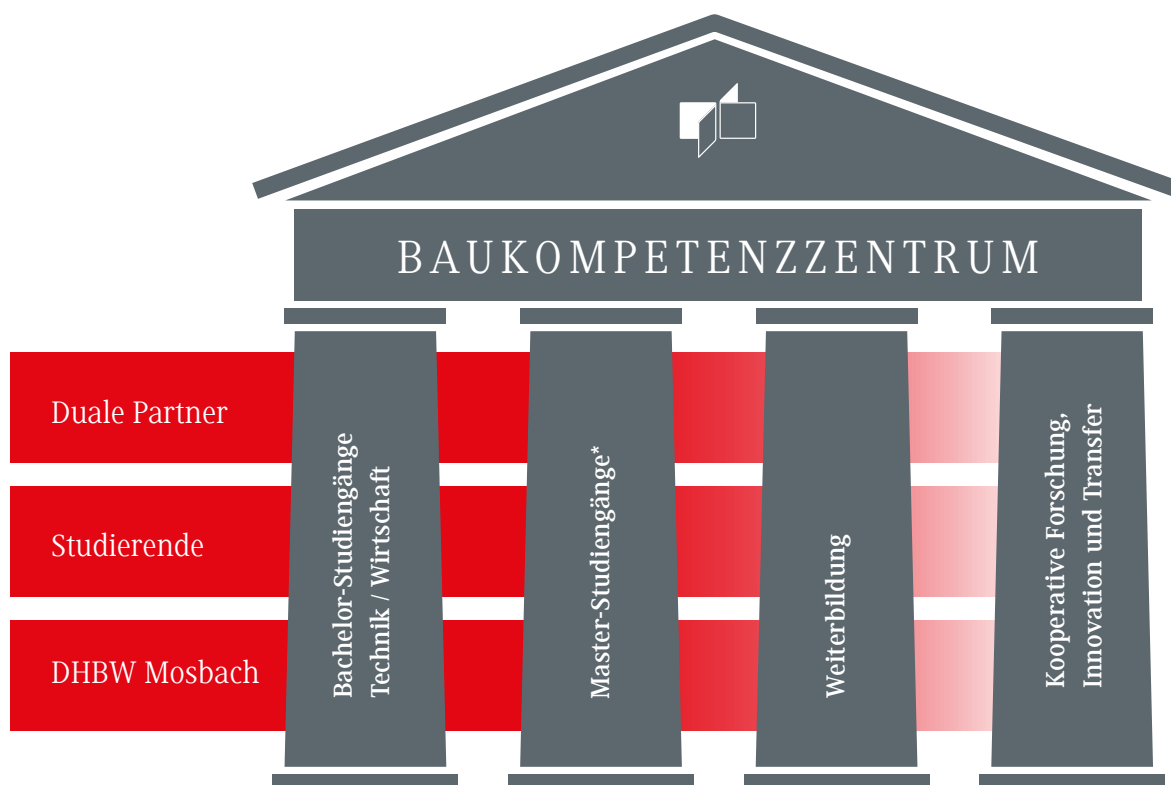 BAUKOMPETENZZENTRUM
Duale Partner
Studierende
DHBW Mosbach
Bachelor-Studiengänge
Technik / Wirtschaft
Master-Studiengänge*
Weiterbildung
Kooperative Forschung,
Innovation und Transfer